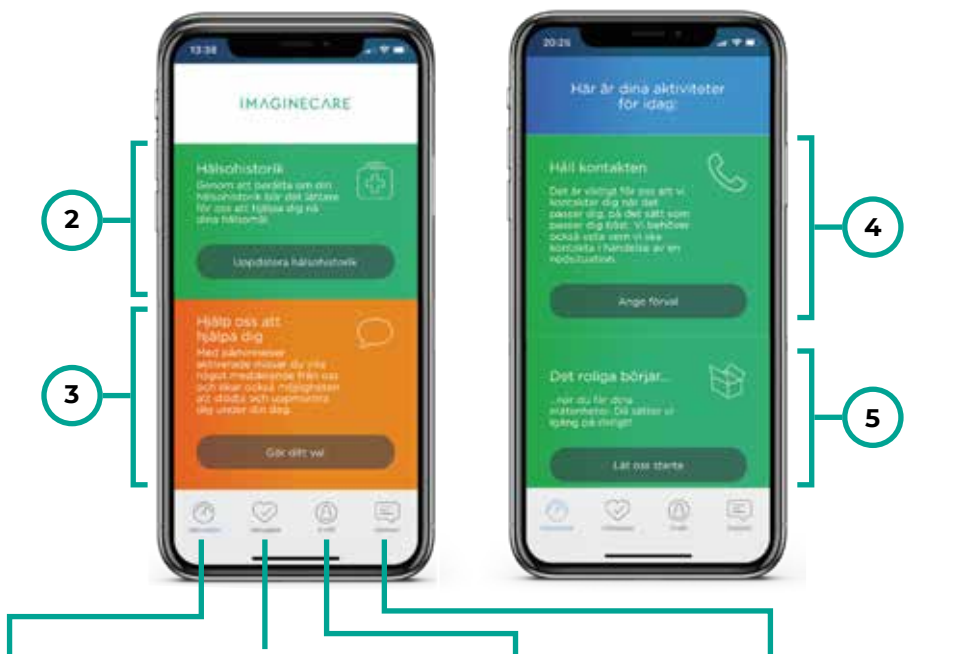 13:38
IMAGINECARE
Hälsohistorik
Genom att berätta om din
hälsohistorik blir det lättare
för oss att hjälpa dig nå
dina hälsomål.
Uppdatera hälsohistorik
Hjälp oss att
hjälpa dig
Med påminnelser
aktiverade missar du inte
något meddelande från oss
och ökar också möjligheten
att stödja och uppmuntra
dig under din dag.
Gör ditt val
2
3
20:25
Här är dina aktiviteter
för idag:
Håll kontakten
Det är viktigt för oss att vi
kontaktar dig när det
passar dig, på det sätt som
passar dig bäst. Vi behöver
också veta vem vi ska
kontakta i händelse av en
nödsituation.
Ange förval
Det roliga börjar...
...när du får dina
mätenheter. Då sätter vi
igång på riktigt!
Låt oss starta
4
5